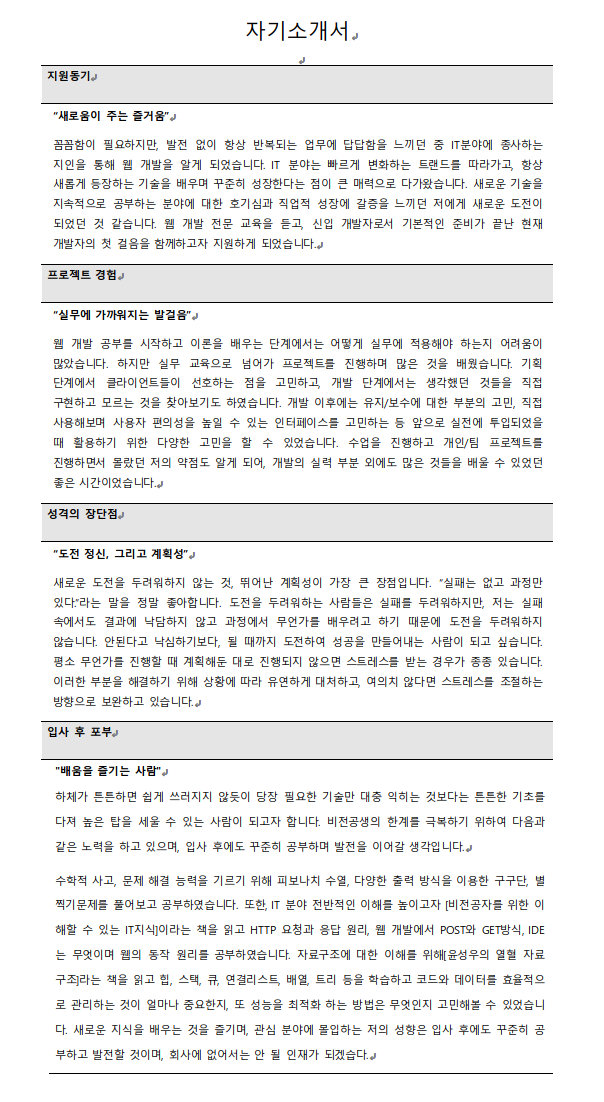 자기소개서
지원동기
"새로움이 주는 즐거움"
꼼꼼함이 필요하지만, 발전 없이 항상 반복되는 업무에 답답함을 느끼던 중 IT분야에 종사하는
지인을 통해 웹 개발을 알게 되었습니다. IT 분야는 빠르게 변화하는 트랜드를 따라가고, 항상
새롭게 등장하는 기술을 배우며 꾸준히 성장한다는 점이 큰 매력으로 다가왔습니다. 새로운 기술을
지속적으로 공부하는 분야에 대한 호기심과 직업적 성장에 갈증을 느끼던 저에게 새로운 도전이
되었던 것 같습니다. 웹 개발 전문 교육을 듣고, 신입 개발자로서 기본적인 준비가 끝난 현재
개발자의 첫 걸음을 함께하고자 지원하게 되었습니다.
프로젝트 경험
"실무에 가까워지는 발걸음"
웹 개발 공부를 시작하고 이론을 배우는 단계에서는 어떻게 실무에 적용해야 하는지 어려움이
많았습니다. 하지만 실무 교육으로 넘어가 프로젝트를 진행하며 많은 것을 배웠습니다. 기획
단계에서 클라이언트들이 선호하는 점을 고민하고, 개발 단계에서는 생각했던 것들을 직접
구현하고 모르는 것을 찾아보기도 하였습니다. 개발 이후에는 유지/보수에 대한 부분의 고민, 직접
사용해보며 사용자 편의성을 높일 수 있는 인터페이스를 고민하는 등 앞으로 실전에 투입되었을
때 활용하기 위한 다양한 고민을 할 수 있었습니다. 수업을 진행하고 개인/팀 프로젝트를
진행하면서 몰랐던 저의 약점도 알게 되어, 개발의 실력 부분 외에도 많은 것들을 배울 수 있었던
좋은 시간이었습니다.
성격의 장단점
"도전 정신, 그리고 계획성"
새로운 도전을 두려워하지 않는 것, 뛰어난 계획성이 가장 큰 장점입니다. "실패는 없고 과정만
있다."라는 말을 정말 좋아합니다. 도전을 두려워하는 사람들은 실패를 두려워하지만, 저는 실패
속에서도 결과에 낙담하지 않고 과정에서 무언가를 배우려고 하기 때문에 도전을 두려워하지
않습니다. 안된다고 낙심하기보다, 될 때까지 도전하여 성공을 만들어내는 사람이 되고 싶습니다.
평소 무언가를 진행할 때 계획해둔 대로 진행되지 않으면 스트레스를 받는 경우가 종종 있습니다.
이러한 부분을 해결하기 위해 상황에 따라 유연하게 대처하고, 여의치 않다면 스트레스를 조절하는
방향으로 보완하고 있습니다.
입사 후 포부
"배움을 즐기는 사람"
하체가 튼튼하면 쉽게 쓰러지지 않듯이 당장 필요한 기술만 대충 익히는 것보다는 튼튼한 기초를
다져 높은 탑을 세울 수 있는 사람이 되고자 합니다. 비전공생의 한계를 극복하기 위하여 다음과
같은 노력을 하고 있으며, 입사 후에도 꾸준히 공부하며 발전을 이어갈 생각입니다.
수학적 사고, 문제 해결 능력을 기르기 위해 피보나치 수열, 다양한 출력 방식을 이용한 구구단, 별
찍기문제를 풀어보고 공부하였습니다. 또한, IT 분야 전반적인 이해를 높이고자 [비전공자를 위한 이
해할 수 있는 IT지식]이라는 책을 읽고 HTTP 요청과 응답 원리, 웹 개발에서 POST와 GET방식, IDE
는 무엇이며 웹의 동작 원리를 공부하였습니다. 자료구조에 대한 이해를 위해[윤성우의 열혈 자료
구조]라는 책을 읽고 힙, 스택, 큐, 연결리스트, 배열, 트리 등을 학습하고 코드와 데이터를 효율적으
로 관리하는 것이 얼마나 중요한지, 또 성능을 최적화 하는 방법은 무엇인지 고민해볼 수 있었습니
다. 새로운 지식을 배우는 것을 즐기며, 관심 분야에 몰입하는 저의 성향은 입사 후에도 꾸준히 공
부하고 발전할 것이며, 회사에 없어서는 안 될 인재가 되겠습다.